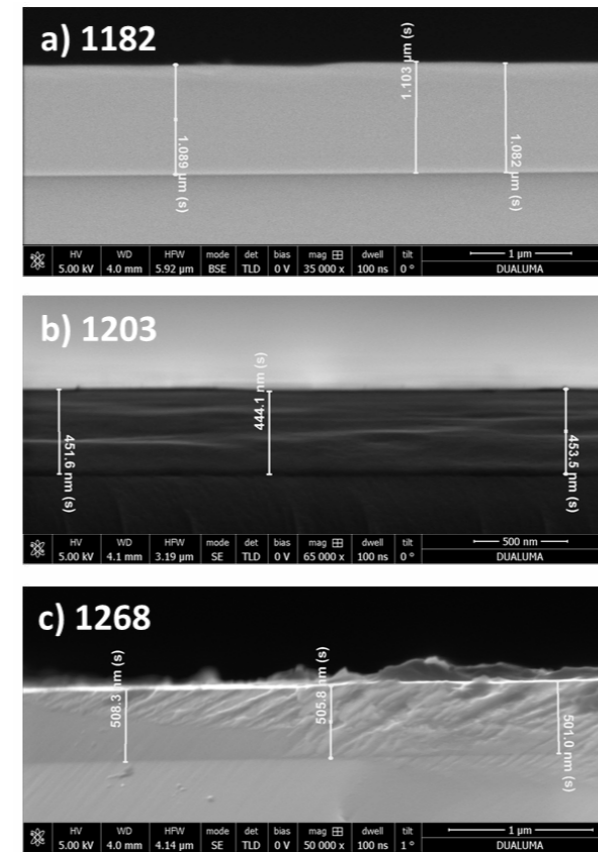 a) 1182
1.089 µm (s)
1.103 µm (s)
1.082 µm (s)
HV WD HFW mode det bias mag dwell tilt 1 µm
5.00 kV 4.0 mm 5.92 µm BSE TLD 0 V 35 000 x 100 ns 0 ° DUALUMA
b) 1203
451.6 nm (s)
444.1 nm (s)
453.5 nm (s)
HV WD HFW mode det bias mag dwell tilt 500 nm
5.00 kV 4.1 mm 3.19 µm SE TLD 0 V 65 000 x 100 ns 0 ° DUALUMA
c) 1268
508.3 nm (s)
505.8 nm (s)
501.0 nm (s)
HV WD HFW mode det bias mag dwell tilt 1 µm
5.00 kV 4.0 mm 4.14 µm SE TLD 0 V 50 000 x 100 ns 1 ° DUALUMA